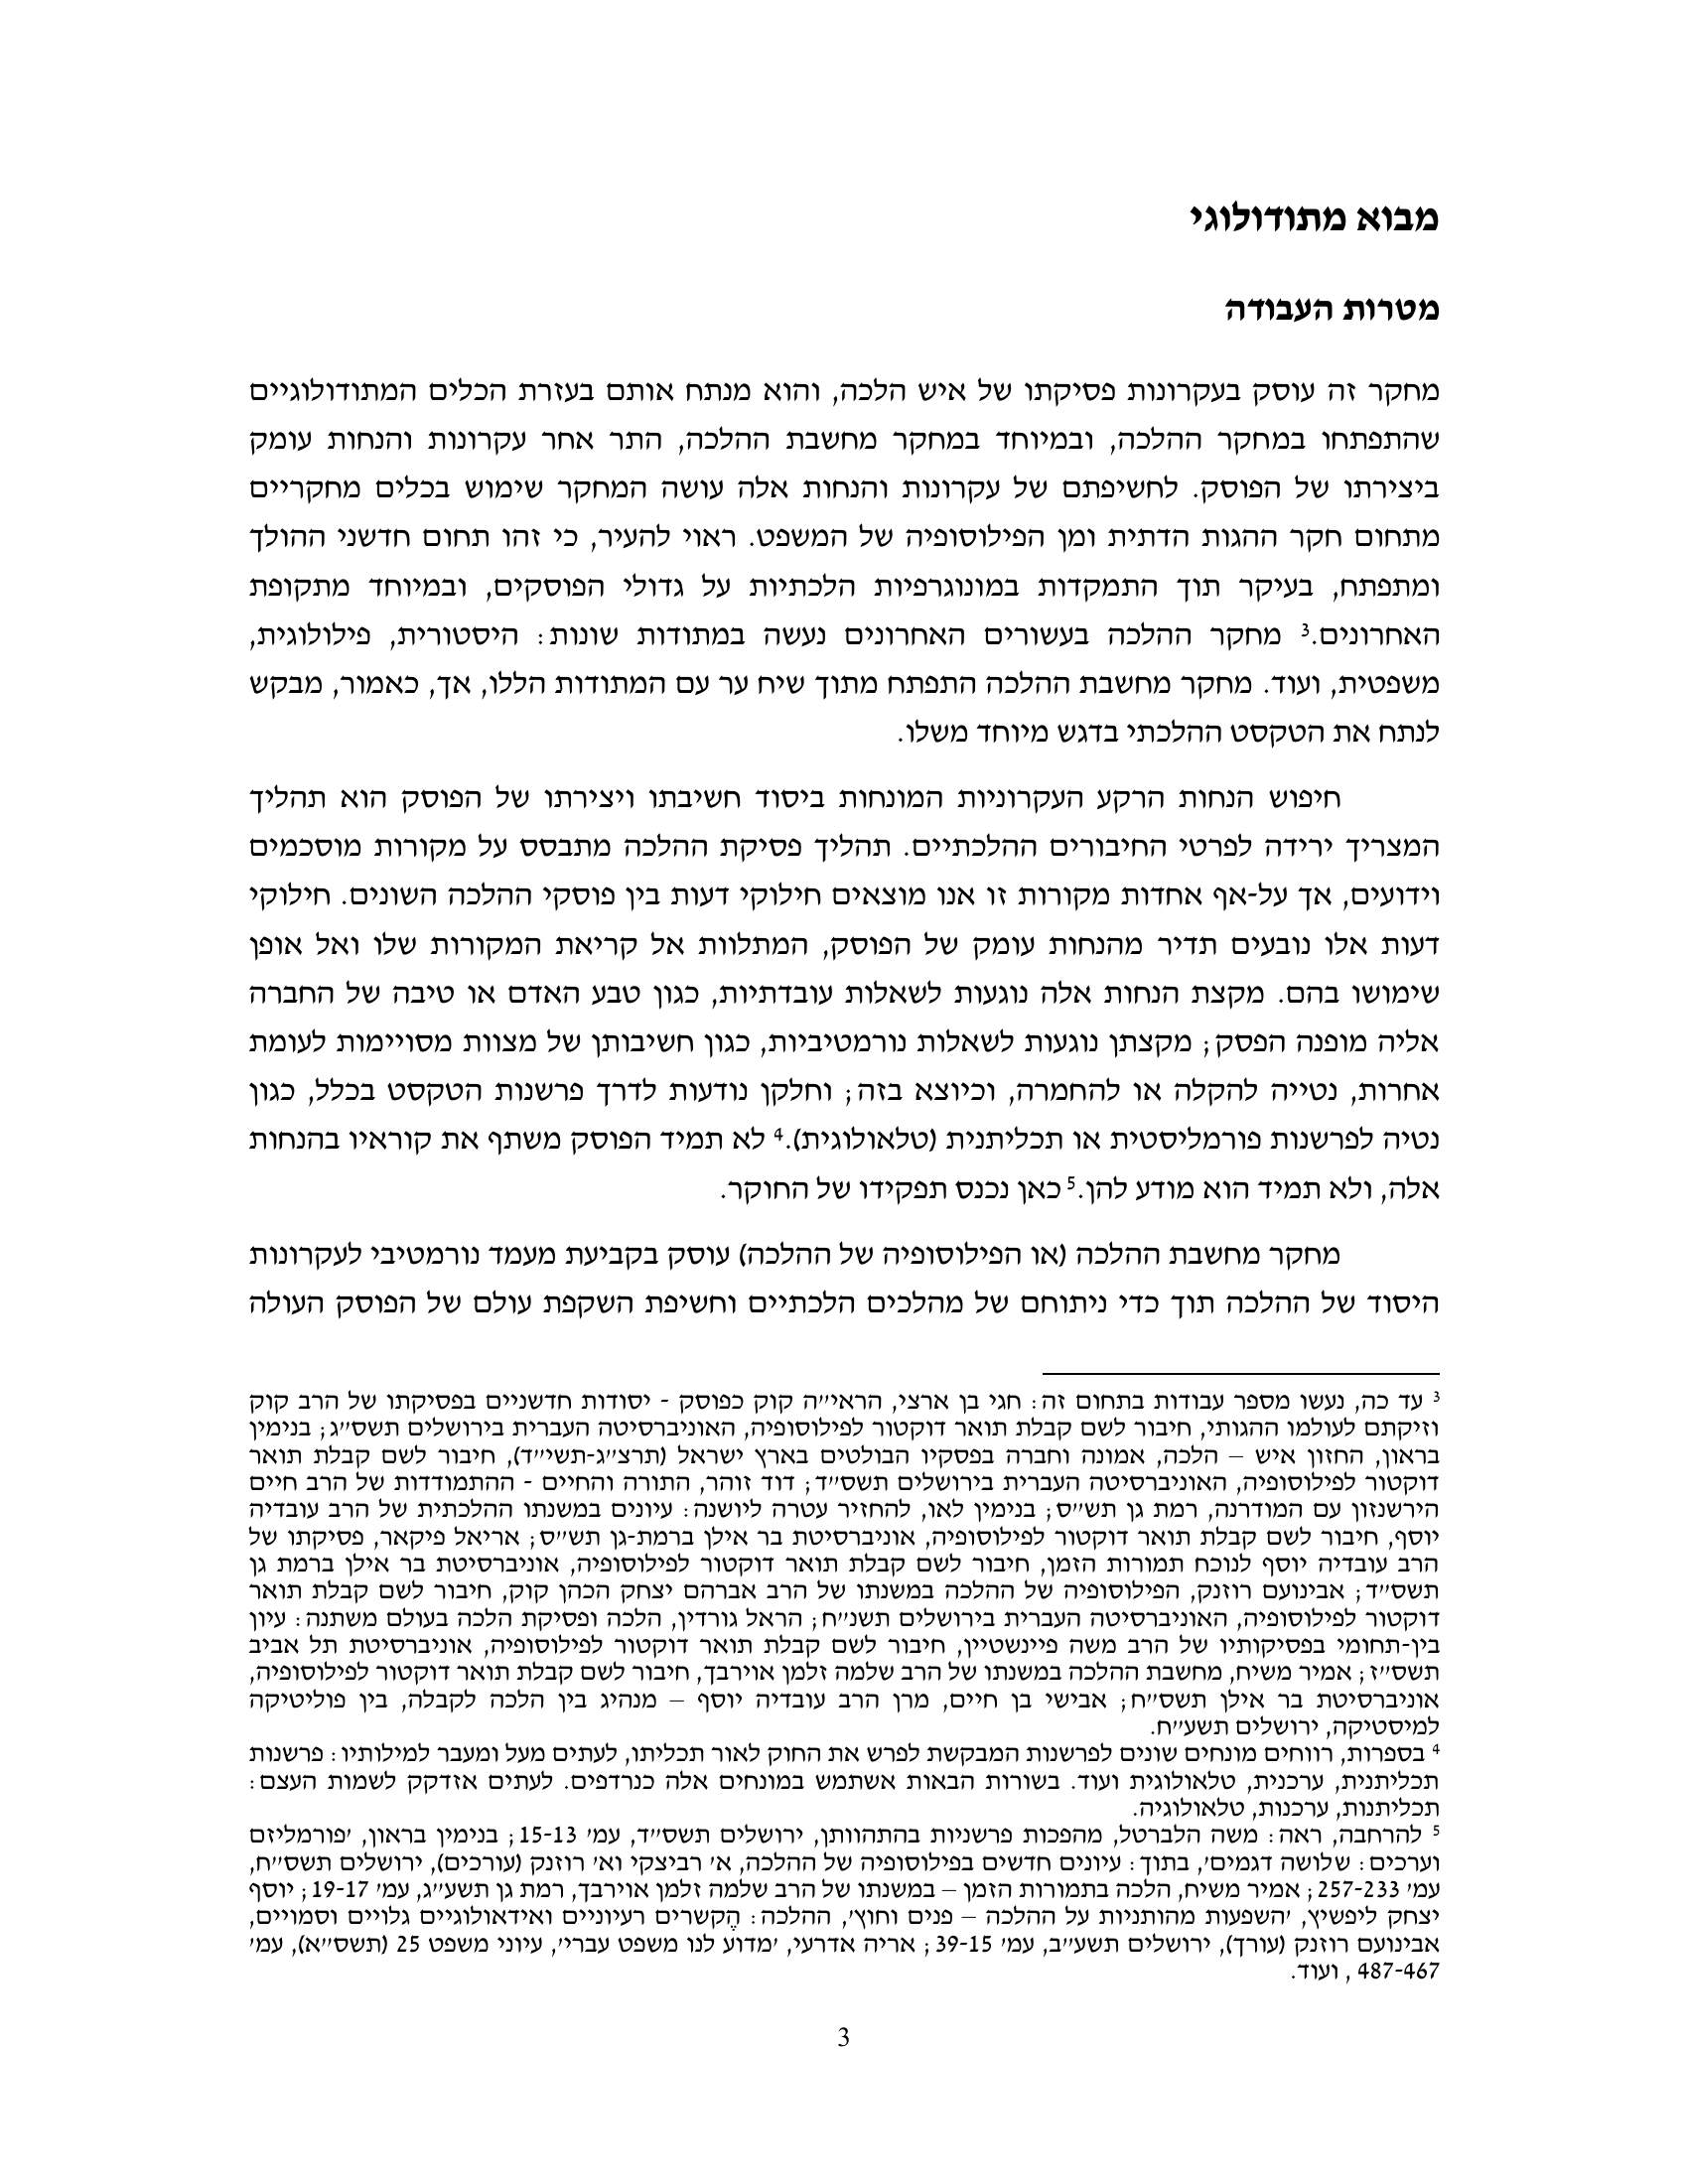 מבוא מתודולוגי
מטרות העבודה
מחקר זה עוסק בעקרונות פסיקתו של איש הלכה, והוא מנתח אותם בעזרת הכלים המתודולוגיים
שהתפתחו במחקר ההלכה, ובמיוחד במחקר מחשבת ההלכה, התר אחר עקרונות והנחות עומק
ביצירתו של הפוסק. לחשיפתם של עקרונות והנחות אלה עושה המחקר שימוש בכלים מחקריים
מתחום חקר ההגות הדתית ומן הפילוסופיה של המשפט. ראוי להעיר, כי זהו תחום חדשני ההולך
ומתפתח, בעיקר תוך התמקדות במונוגרפיות הלכתיות על גדולי הפוסקים, ובמיוחד מתקופת
האחרונים.³ מחקר ההלכה בעשורים האחרונים נעשה במתודות שונות: היסטורית, פילולוגית,
משפטית, ועוד. מחקר מחשבת ההלכה התפתח מתוך שיח ער עם המתודות הללו, אך, כאמור, מבקש
לנתח את הטקסט ההלכתי בדגש מיוחד משלו.
חיפוש הנחות הרקע העקרוניות המונחות ביסוד חשיבתו ויצירתו של הפוסק הוא תהליך
המצריך ירידה לפרטי החיבורים ההלכתיים. תהליך פסיקת ההלכה מתבסס על מקורות מוסכמים
וידועים, אך על-אף אחדות מקורות זו אנו מוצאים חילוקי דעות בין פוסקי ההלכה השונים. חילוקי
דעות אלו נובעים תדיר מהנחות עומק של הפוסק, המתלוות אל קריאת המקורות שלו ואל אופן
שימושו בהם. מקצת הנחות אלה נוגעות לשאלות עובדתיות, כגון טבע האדם או טיבה של החברה
אליה מופנה הפסק; מקצתן נוגעות לשאלות נורמטיביות, כגון חשיבותן של מצוות מסויימות לעומת
אחרות, נטייה להקלה או להחמרה, וכיוצא בזה; וחלקן נודעות לדרך פרשנות הטקסט בכלל, כגון
נטיה לפרשנות פורמליסטית או תכליתנית (טלאולוגית).⁴ לא תמיד הפוסק משתף את קוראיו בהנחות
אלה, ולא תמיד הוא מודע להן.⁵ כאן נכנס תפקידו של החוקר.
מחקר מחשבת ההלכה (או הפילוסופיה של ההלכה) עוסק בקביעת מעמד נורמטיבי לעקרונות
היסוד של ההלכה תוך כדי ניתוחם של מהלכים הלכתיים וחשיפת השקפת עולם של הפוסק העולה
³ עד כה, נעשו מספר עבודות בתחום זה: חגי בן ארצי, הראי״ה קוק כפוסק - יסודות חדשניים בפסיקתו של הרב קוק
וזיקתם לעולמו ההגותי, חיבור לשם קבלת תואר דוקטור לפילוסופיה, האוניברסיטה העברית בירושלים תשס״ג; בנימין
בראון, החזון איש – הלכה, אמונה וחברה בפסקיו הבולטים בארץ ישראל (תרצ״ג-תשי״ד), חיבור לשם קבלת תואר
דוקטור לפילוסופיה, האוניברסיטה העברית בירושלים תשס״ד; דוד זוהר, התורה והחיים - ההתמודדות של הרב חיים
הירשנזון עם המודרנה, רמת גן תש״ס; בנימין לאו, להחזיר עטרה ליושנה: עיונים במשנתו ההלכתית של הרב עובדיה
יוסף, חיבור לשם קבלת תואר דוקטור לפילוסופיה, אוניברסיטת בר אילן ברמת-גן תש״ס; אריאל פיקאר, פסיקתו של
הרב עובדיה יוסף לנוכח תמורות הזמן, חיבור לשם קבלת תואר דוקטור לפילוסופיה, אוניברסיטת בר אילן ברמת גן
תשס״ד; אבינועם רוזנק, הפילוסופיה של ההלכה במשנתו של הרב אברהם יצחק הכהן קוק, חיבור לשם קבלת תואר
דוקטור לפילוסופיה, האוניברסיטה העברית בירושלים תשנ״ח; הראל גורדין, הלכה ופסיקת הלכה בעולם משתנה: עיון
בין-תחומי בפסיקותיו של הרב משה פיינשטיין, חיבור לשם קבלת תואר דוקטור לפילוסופיה, אוניברסיטת תל אביב
תשס״ז; אמיר משיח, מחשבת ההלכה במשנתו של הרב שלמה זלמן אוירבך, חיבור לשם קבלת תואר דוקטור לפילוסופיה,
אוניברסיטת בר אילן תשס״ח; אבישי בן חיים, מרן הרב עובדיה יוסף – מנהיג בין הלכה לקבלה, בין פוליטיקה
למיסטיקה, ירושלים תשע״ח.
⁴ בספרות, רווחים מונחים שונים לפרשנות המבקשת לפרש את החוק לאור תכליתו, לעתים מעל ומעבר למילותיו: פרשנות
תכליתנית, ערכנית, טלאולוגית ועוד. בשורות הבאות אשתמש במונחים אלה כנרדפים. לעתים אזדקק לשמות העצם:
תכליתנות, ערכנות, טלאולוגיה.
⁵ להרחבה, ראה: משה הלברטל, מהפכות פרשניות בהתהוותן, ירושלים תשס״ד, עמ׳ 15-13; בנימין בראון, ׳פורמליזם
וערכים: שלושה דגמים׳, בתוך: עיונים חדשים בפילוסופיה של ההלכה, א׳ רביצקי וא׳ רוזנק (עורכים), ירושלים תשס״ח,
עמ׳ 257-233; אמיר משיח, הלכה בתמורות הזמן – במשנתו של הרב שלמה זלמן אוירבך, רמת גן תשע״ג, עמ׳ 19-17; יוסף
יצחק ליפשיץ, ׳השפעות מהותניות על ההלכה – פנים וחוץ׳, ההלכה: הֶקשרים רעיוניים ואידאולוגיים גלויים וסמויים,
אבינועם רוזנק (עורך), ירושלים תשע״ב, עמ׳ 39-15; אריה אדרעי, ׳מדוע לנו משפט עברי׳, עיוני משפט 25 (תשס״א), עמ׳
487-467 , ועוד.
3